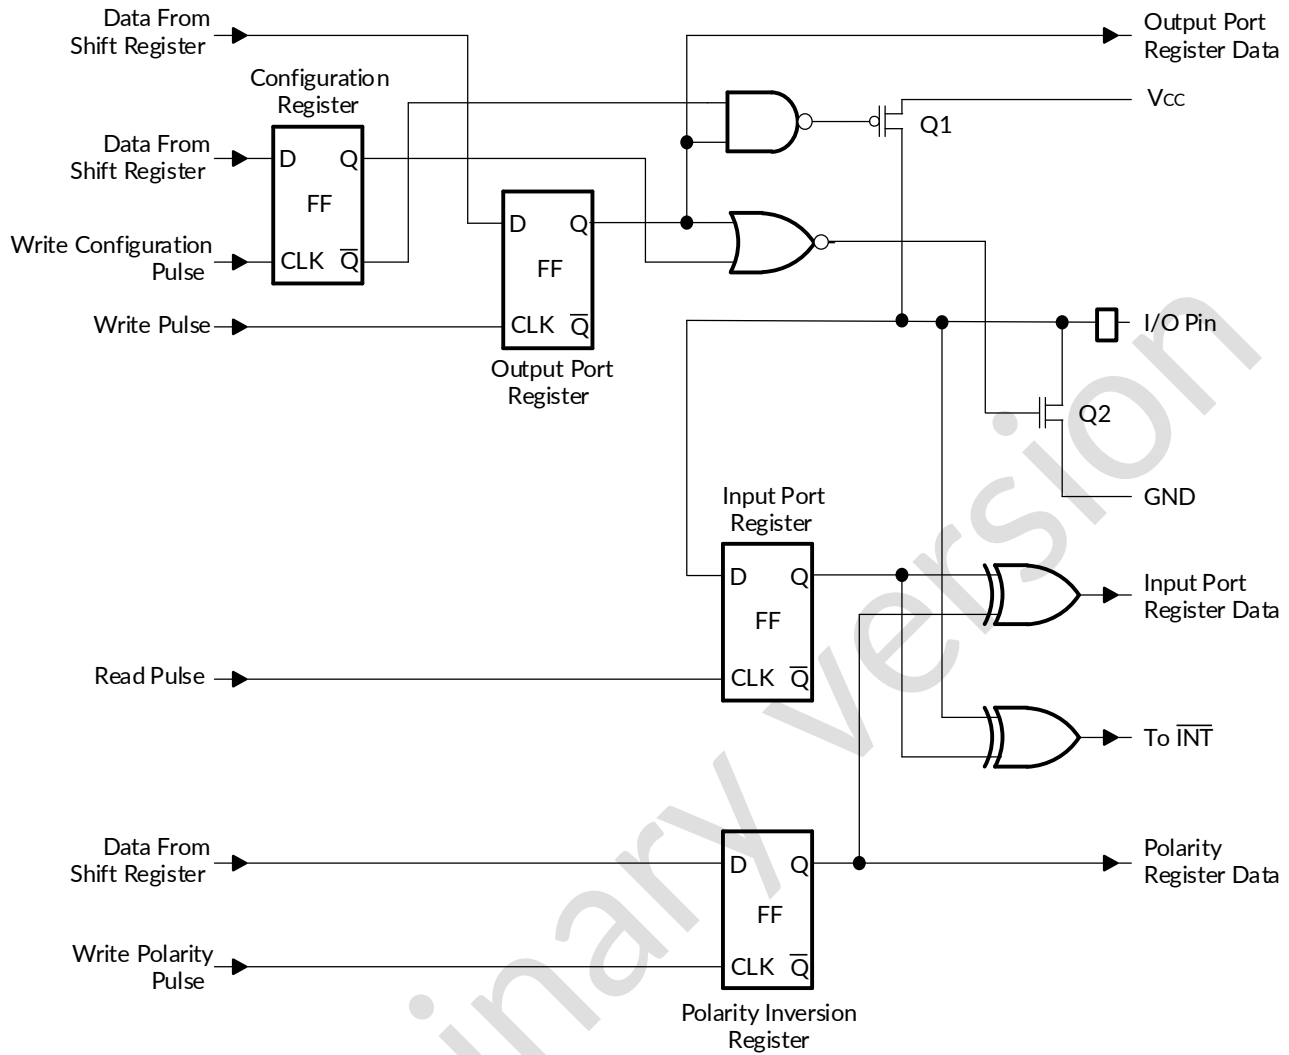 Data From
Shift Register
Output Port
Register Data
Configuration
Register
VCC
Q1
Data From
Shift Register
D
Q
FF
D
Q
Write Configuration
Pulse
CLK
Q̅
FF
Write Pulse
CLK
Q̅
I/O Pin
Output Port
Register
Q2
Input Port
Register
GND
D
Q
Input Port
Register Data
FF
Read Pulse
CLK
Q̅
To I̅N̅T̅
Data From
Shift Register
D
Q
Polarity
Register Data
FF
Write Polarity
Pulse
CLK
Q̅
Polarity Inversion
Register
inary version